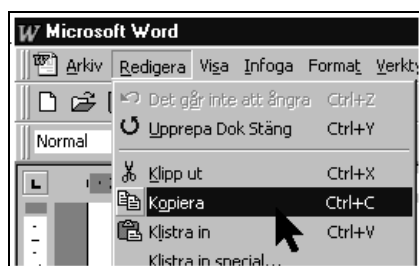 Microsoft Word
Arkiv Redigera Visa Infoga Format
Det går inte att ångra Ctrl+Z
Upprepa Dok Stäng Ctrl+Y
Normal
Klipp ut Ctrl+X
Kopiera Ctrl+C
Klistra in Ctrl+V
Klistra in special...